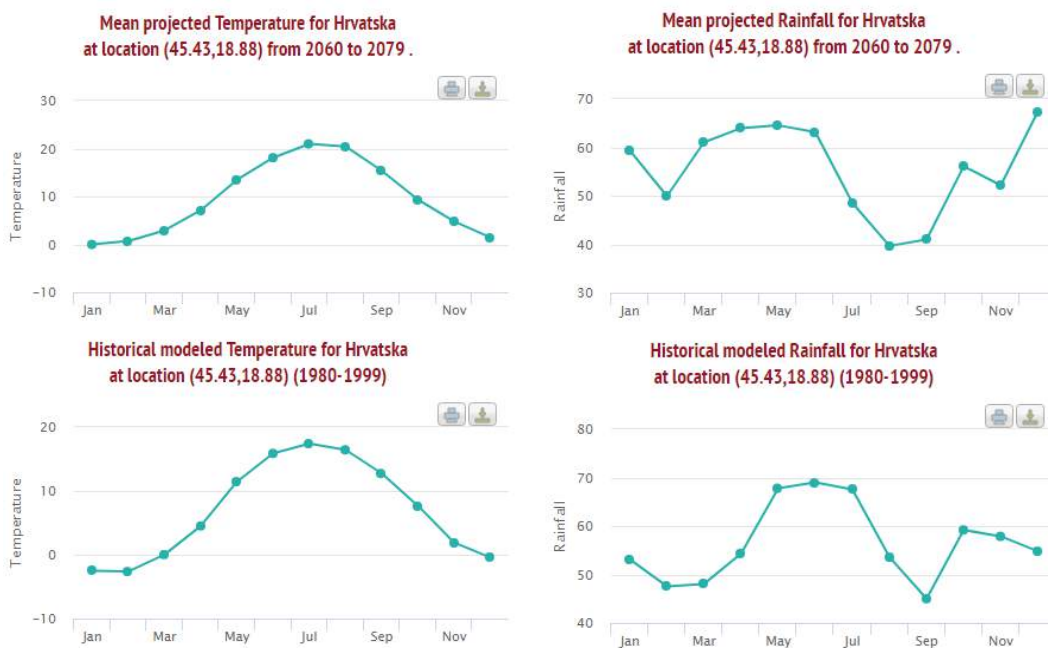 Mean projected Temperature for Hrvatska
at location (45.43,18.88) from 2060 to 2079 .
30
20
10
0
-10
Temperature
Jan
Mar
May
Jul
Sep
Nov
Mean projected Rainfall for Hrvatska
at location (45.43,18.88) from 2060 to 2079 .
70
60
50
40
30
Rainfall
Jan
Mar
May
Jul
Sep
Nov
Historical modeled Temperature for Hrvatska
at location (45.43,18.88) (1980-1999)
20
10
0
-10
Temperature
Jan
Mar
May
Jul
Sep
Nov
Historical modeled Rainfall for Hrvatska
at location (45.43,18.88) (1980-1999)
80
70
60
50
40
Rainfall
Jan
Mar
May
Jul
Sep
Nov